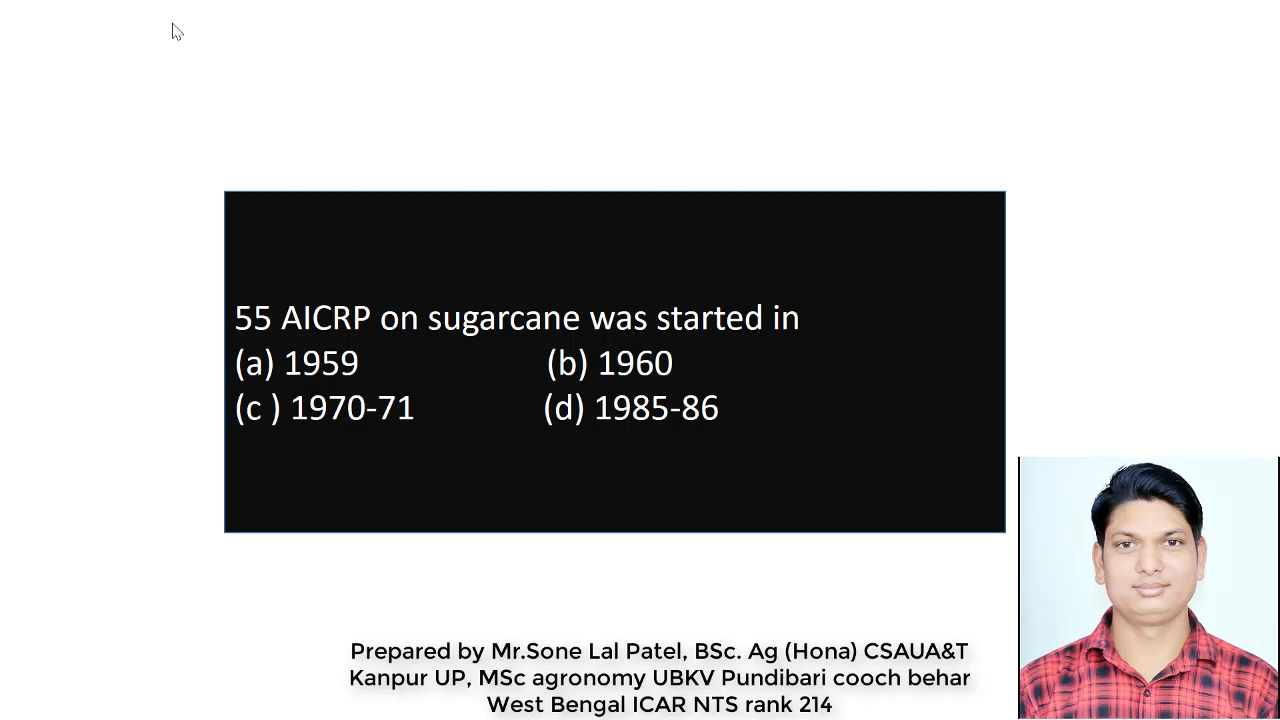 55 AICRP on sugarcane was started in
(a) 1959 (b) 1960
(c ) 1970-71 (d) 1985-86
Prepared by Mr.Sone Lal Patel, BSc. Ag (Hona) CSAUA&T
Kanpur UP, MSc agronomy UBKV Pundibari cooch behar
West Bengal ICAR NTS rank 214